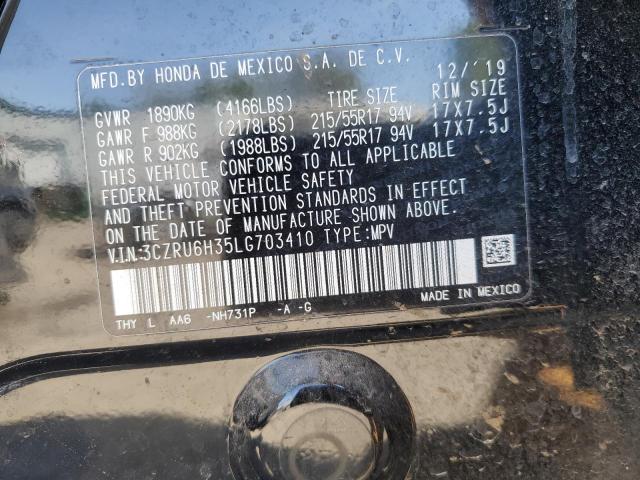 MFD.BY HONDA DE MEXICO S.A. DE C.V. 12/'19
GVWR 1890KG (4166LBS) TIRE SIZE RIM SIZE
GAWR F 988KG (2178LBS) 215/55R17 94V 17X7.5J
GAWR R 902KG (1988LBS) 215/55R17 94V 17X7.5J
THIS VEHICLE CONFORMS TO ALL APPLICABLE
FEDERAL MOTOR VEHICLE SAFETY
AND THEFT PREVENTION STANDARDS IN EFFECT
ON THE DATE OF MANUFACTURE SHOWN ABOVE.
V.I.N:3CZRU6H35LG703410 TYPE:MPV
THY L AA6 -NH731P -A -G MADE IN MEXICO